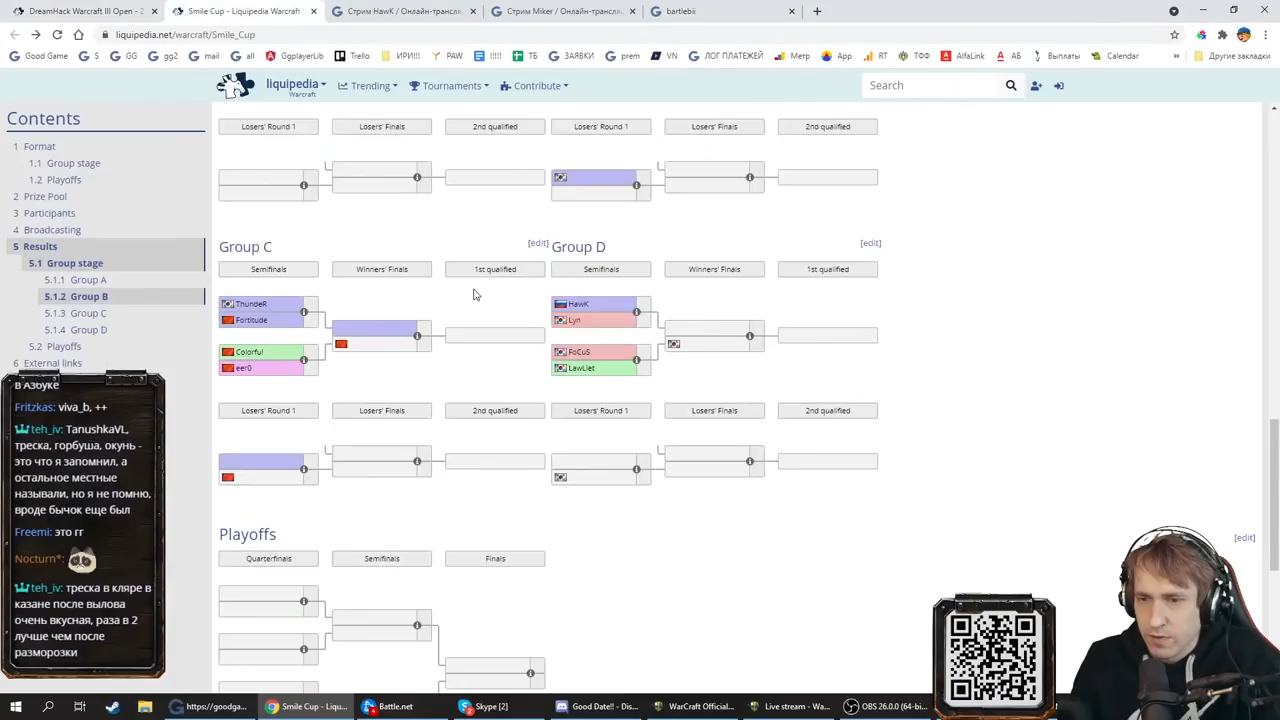 DreamHack Warcraft III Open - 2
Smile Cup - Liquipedia Warcraft
Стрим HawK / Онлайн-трансля
Стрим Miker / Онлайн-трансля
bartlebii
liquipedia.net/warcraft/Smile_Cup
Good Game
S
GG
gg2
mail
all
GgplayerLab
Trello
ИРИ!!!
PAW
!!!!
ТБ
ЗАЯВКИ
prem
VN
ЛОГ ПЛАТЕЖЕЙ
Метр
App
RT
ТФФ
AlfaLink
АБ
Выплаты
Calendar
Другие закладки
liquipedia
Warcraft
Trending
Tournaments
Contribute
Search
Contents
1 Format
1.1 Group stage
1.2 Playoffs
2 Prize Pool
3 Participants
4 Broadcasting
5 Results
5.1 Group stage
5.1.1 Group A
5.1.2 Group B
5.1.3 Group C
5.1.4 Group D
5.2 Playoffs
6 External links
Losers' Round 1
Losers' Finals
2nd qualified
Losers' Round 1
Losers' Finals
2nd qualified
Group C
[edit]
Group D
[edit]
Semifinals
Winners' Finals
1st qualified
Semifinals
Winners' Finals
1st qualified
ThundeR
Fortitude
Colorful
eer0
HawK
Lyn
FoCuS
LawLiet
Losers' Round 1
Losers' Finals
2nd qualified
Losers' Round 1
Losers' Finals
2nd qualified
Playoffs
[edit]
Quarterfinals
Semifinals
Finals
в Азбуке
Fritzkas: viva_b, ++
teh_iv: TanushkaVL,
треска, горбуша, окунь -
это что я запомнил, а
остальное местные
называли, но я не помню,
вроде бычок еще был
Freemi: это гг
Nocturn*:
teh_iv: треска в кляре в
казане после вылова
очень вкусная, раза в 2
лучше чем после
разморозки
https://goodga
Smile Cup - Liqu...
Battle.net
Skype [2]
Good Date!! - Dis...
WarCraft Official...
Live stream - Wa...
OBS 26.0.0 (64-bi